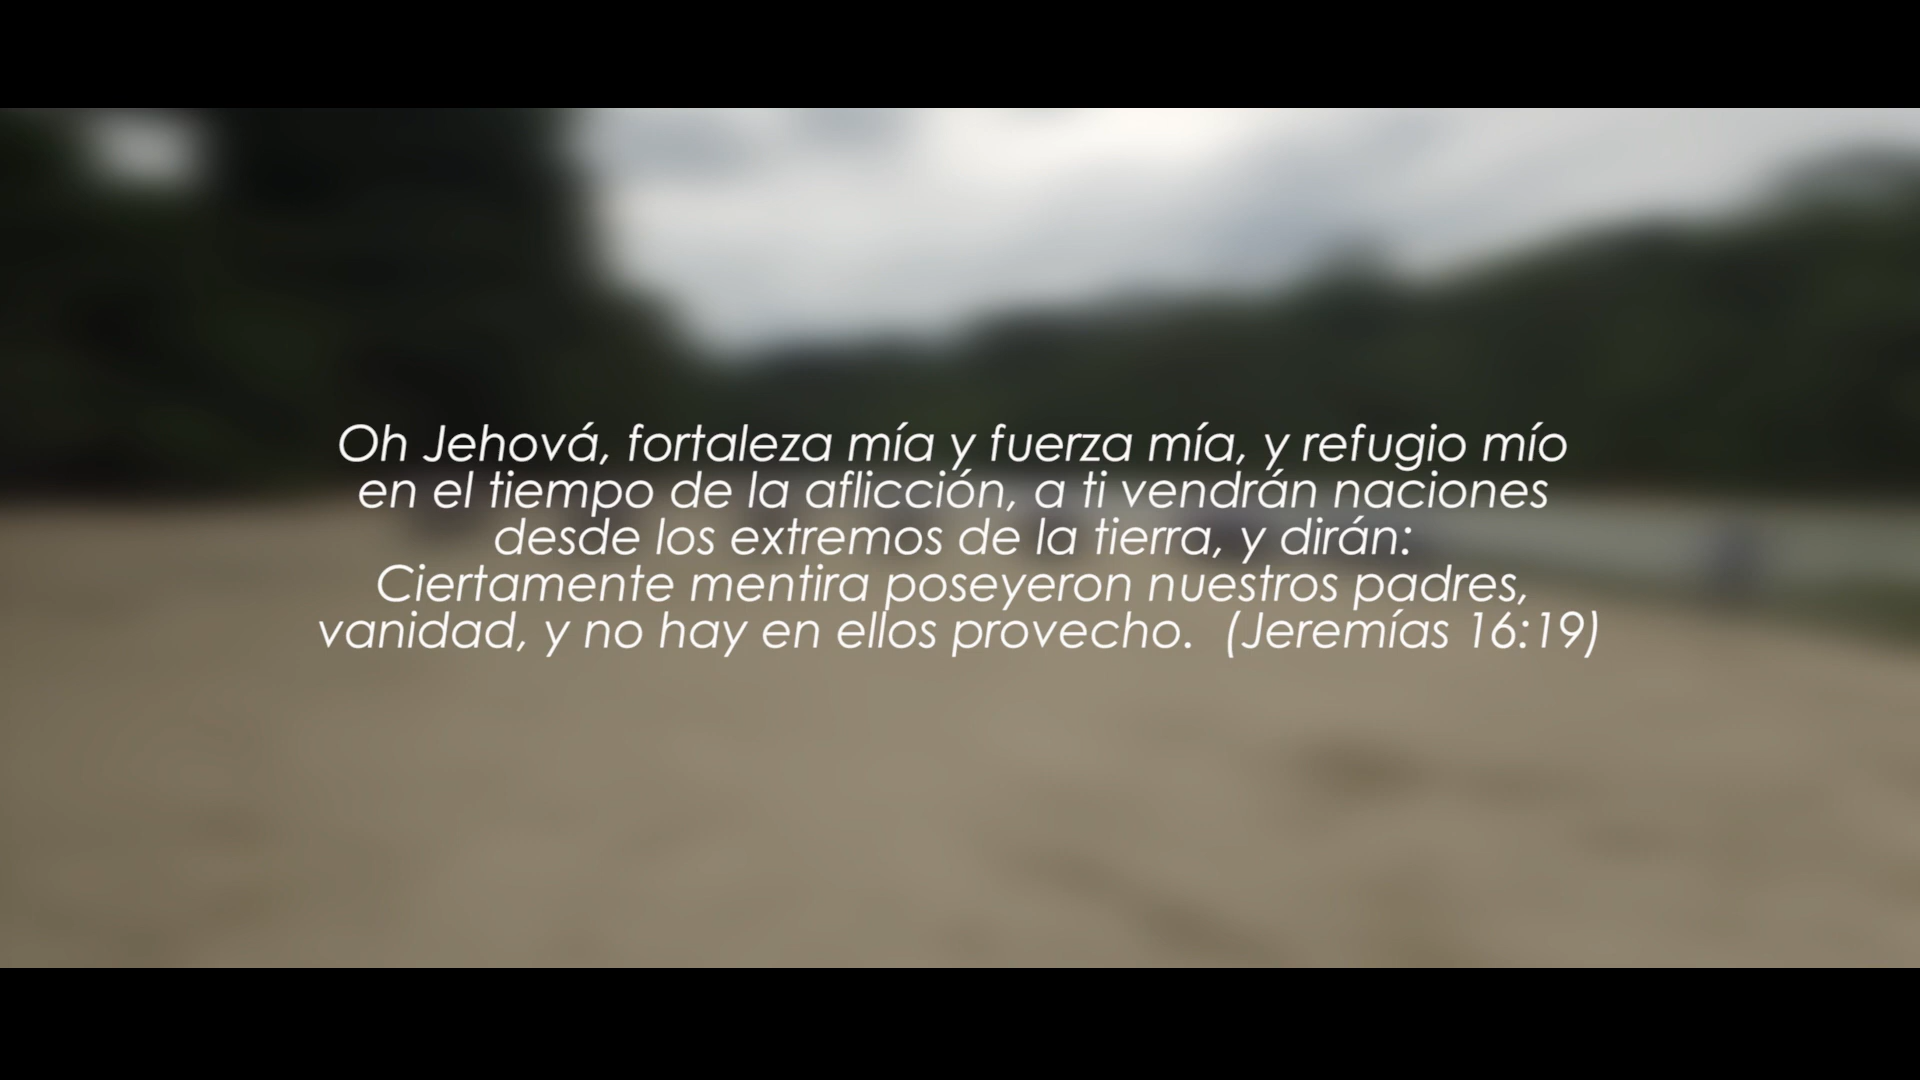 Oh Jehová, fortaleza mía y fuerza mía, y refugio mío
en el tiempo de la aflicción, a ti vendrán naciones
desde los extremos de la tierra, y dirán:
Ciertamente mentira poseyeron nuestros padres,
vanidad, y no hay en ellos provecho.  (Jeremías 16:19)